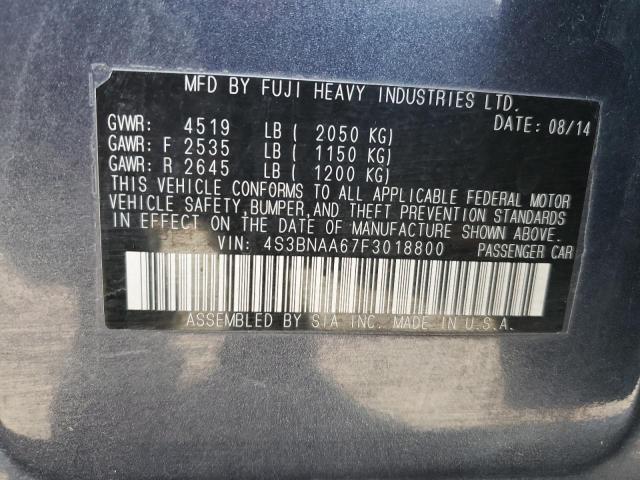 MFD BY FUJI HEAVY INDUSTRIES LTD.
GVWR: 4519 LB ( 2050 KG) DATE: 08/14
GAWR: F 2535 LB ( 1150 KG)
GAWR: R 2645 LB ( 1200 KG)
THIS VEHICLE CONFORMS TO ALL APPLICABLE FEDERAL MOTOR
VEHICLE SAFETY, BUMPER, AND THEFT PREVENTION STANDARDS
IN EFFECT ON THE DATE OF MANUFACTURE SHOWN ABOVE.
VIN: 4S3BNAA67F3018800 PASSENGER CAR
ASSEMBLED BY S I A INC. MADE IN U.S.A.